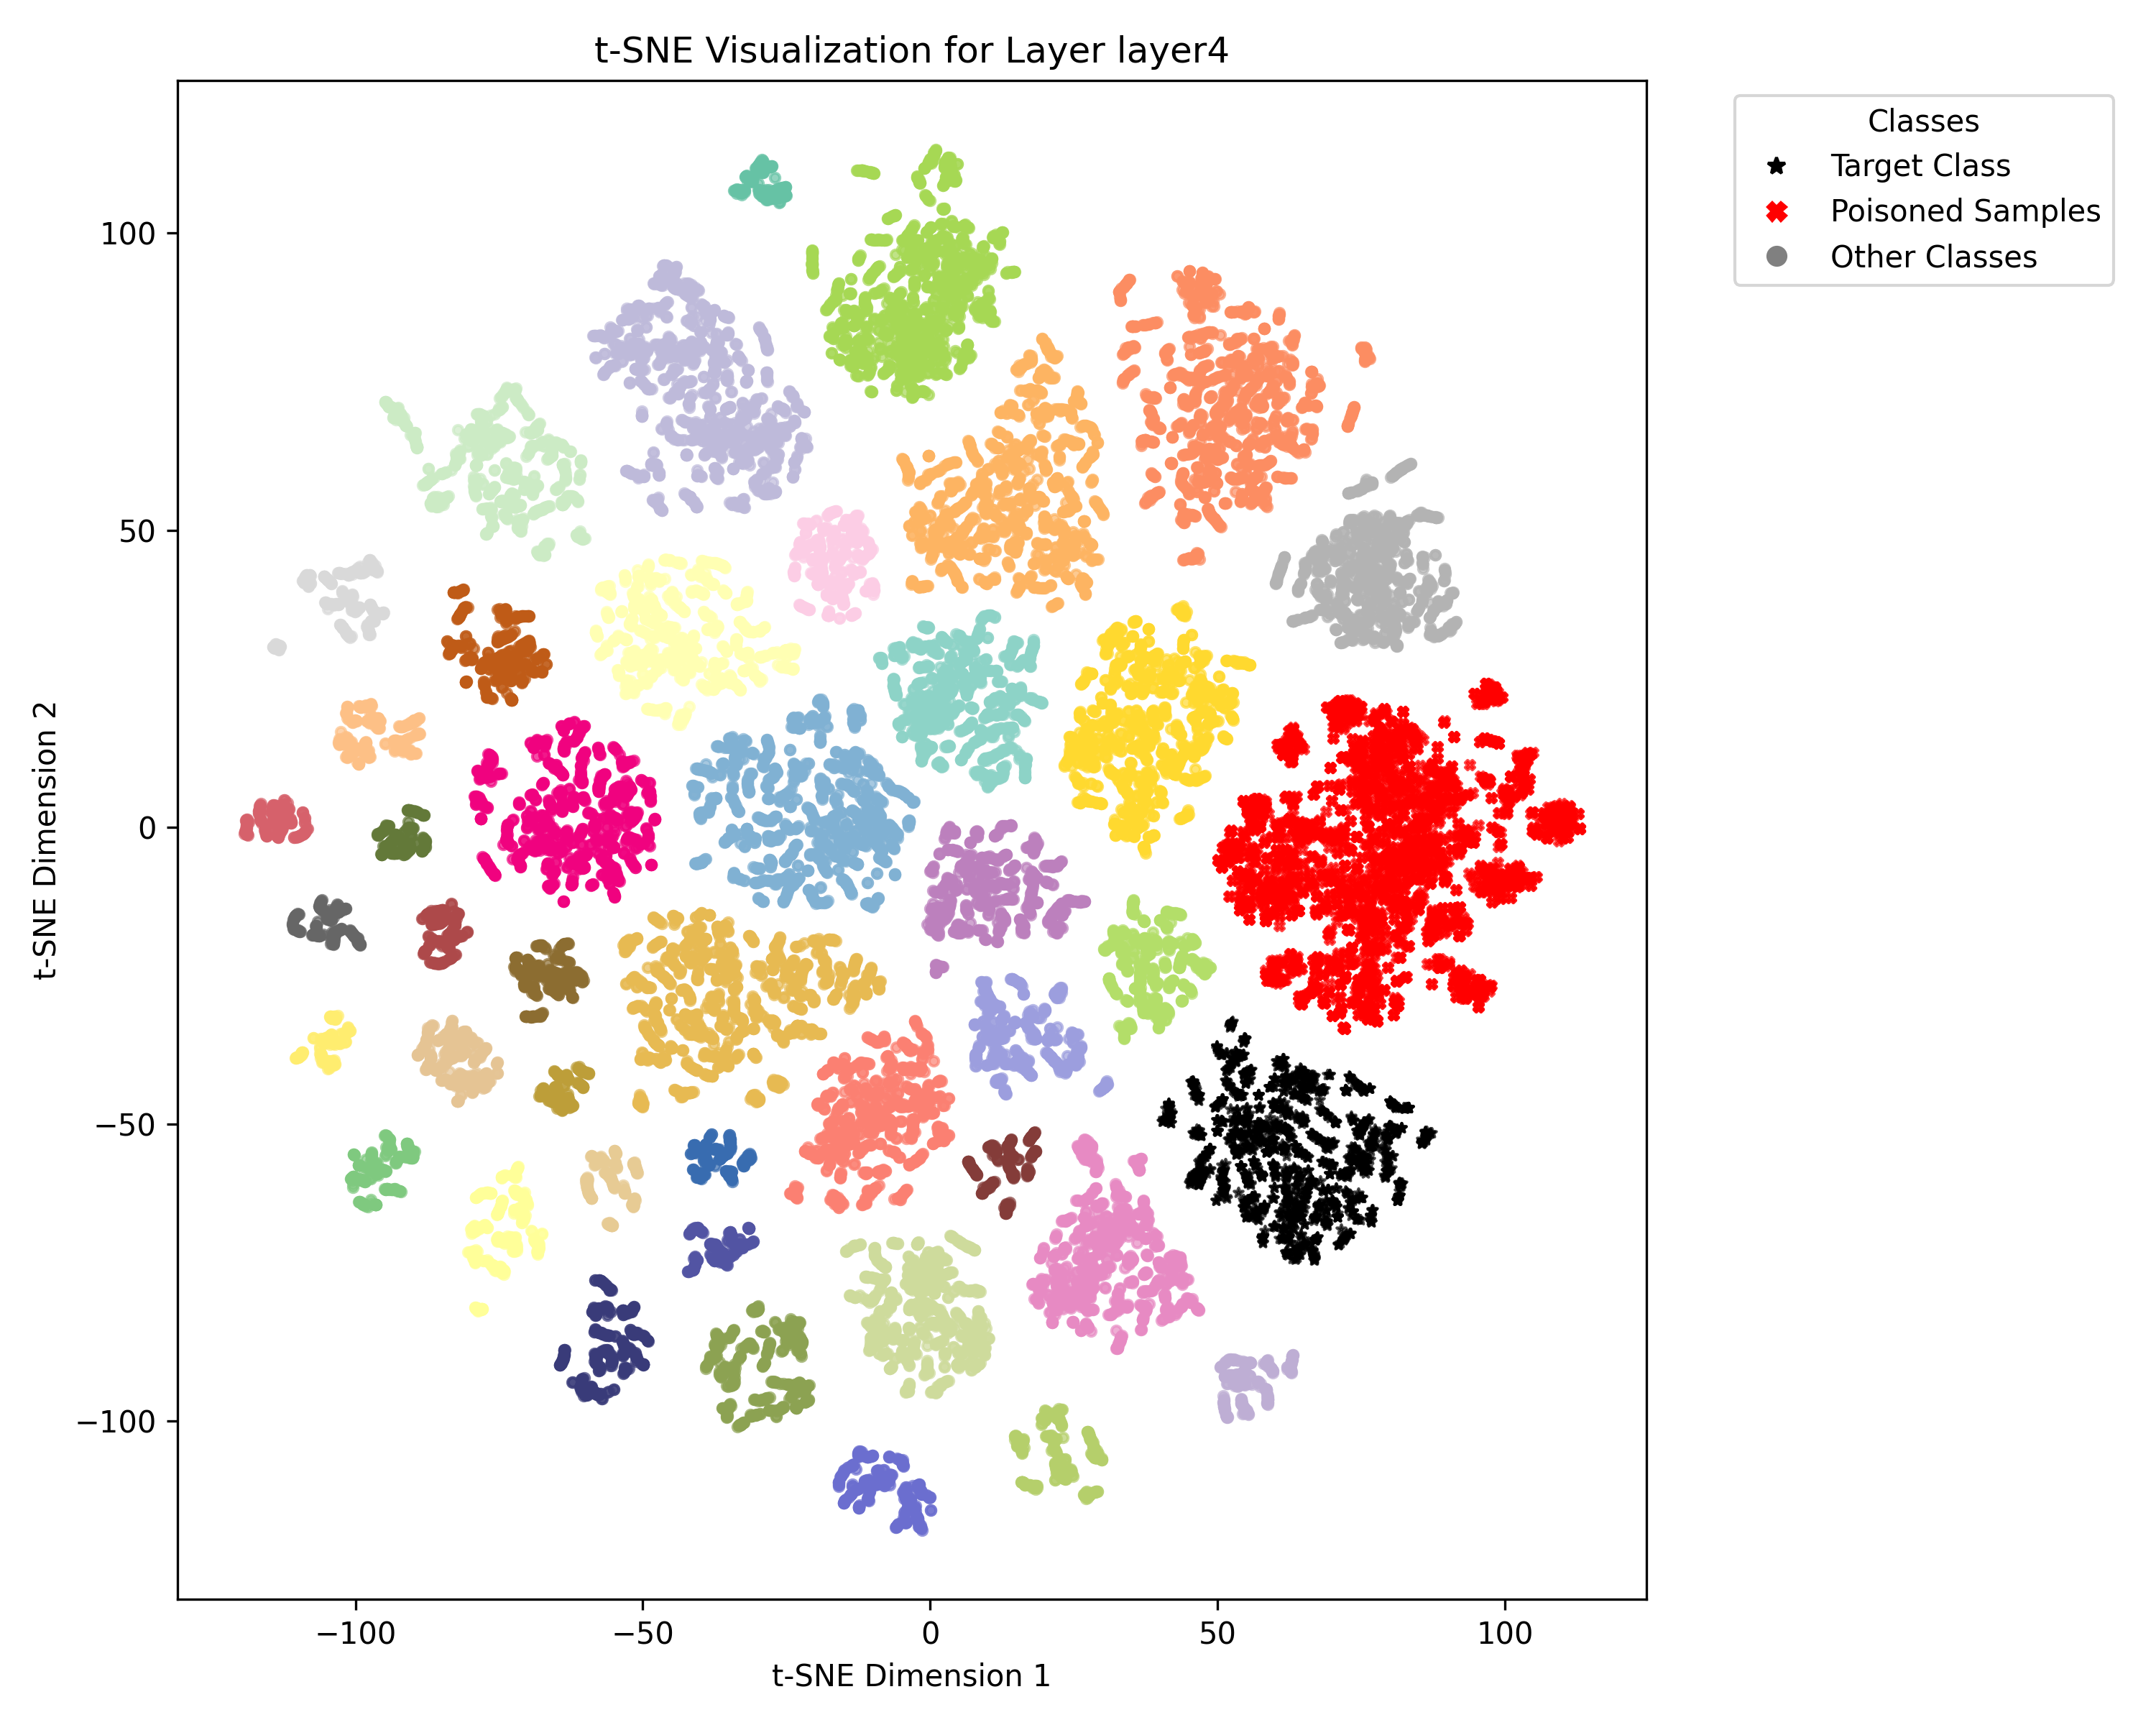 t-SNE Visualization for Layer layer4
Classes
Target Class
Poisoned Samples
Other Classes
t-SNE Dimension 2
100
50
0
−50
−100
−100
−50
0
50
100
t-SNE Dimension 1